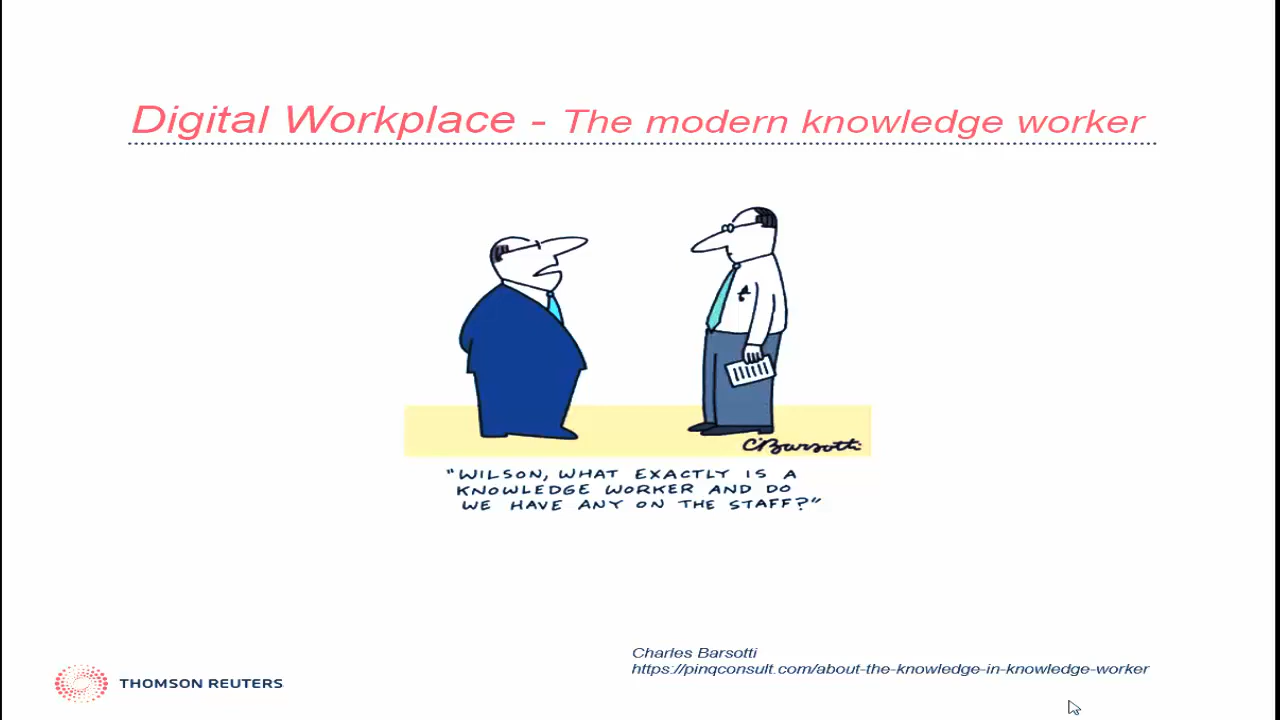 Digital Workplace - The modern knowledge worker
CBarsotti
"WILSON, WHAT EXACTLY IS A
KNOWLEDGE WORKER AND DO
WE HAVE ANY ON THE STAFF?"
Charles Barsotti
https://pinqconsult.com/about-the-knowledge-in-knowledge-worker
THOMSON REUTERS